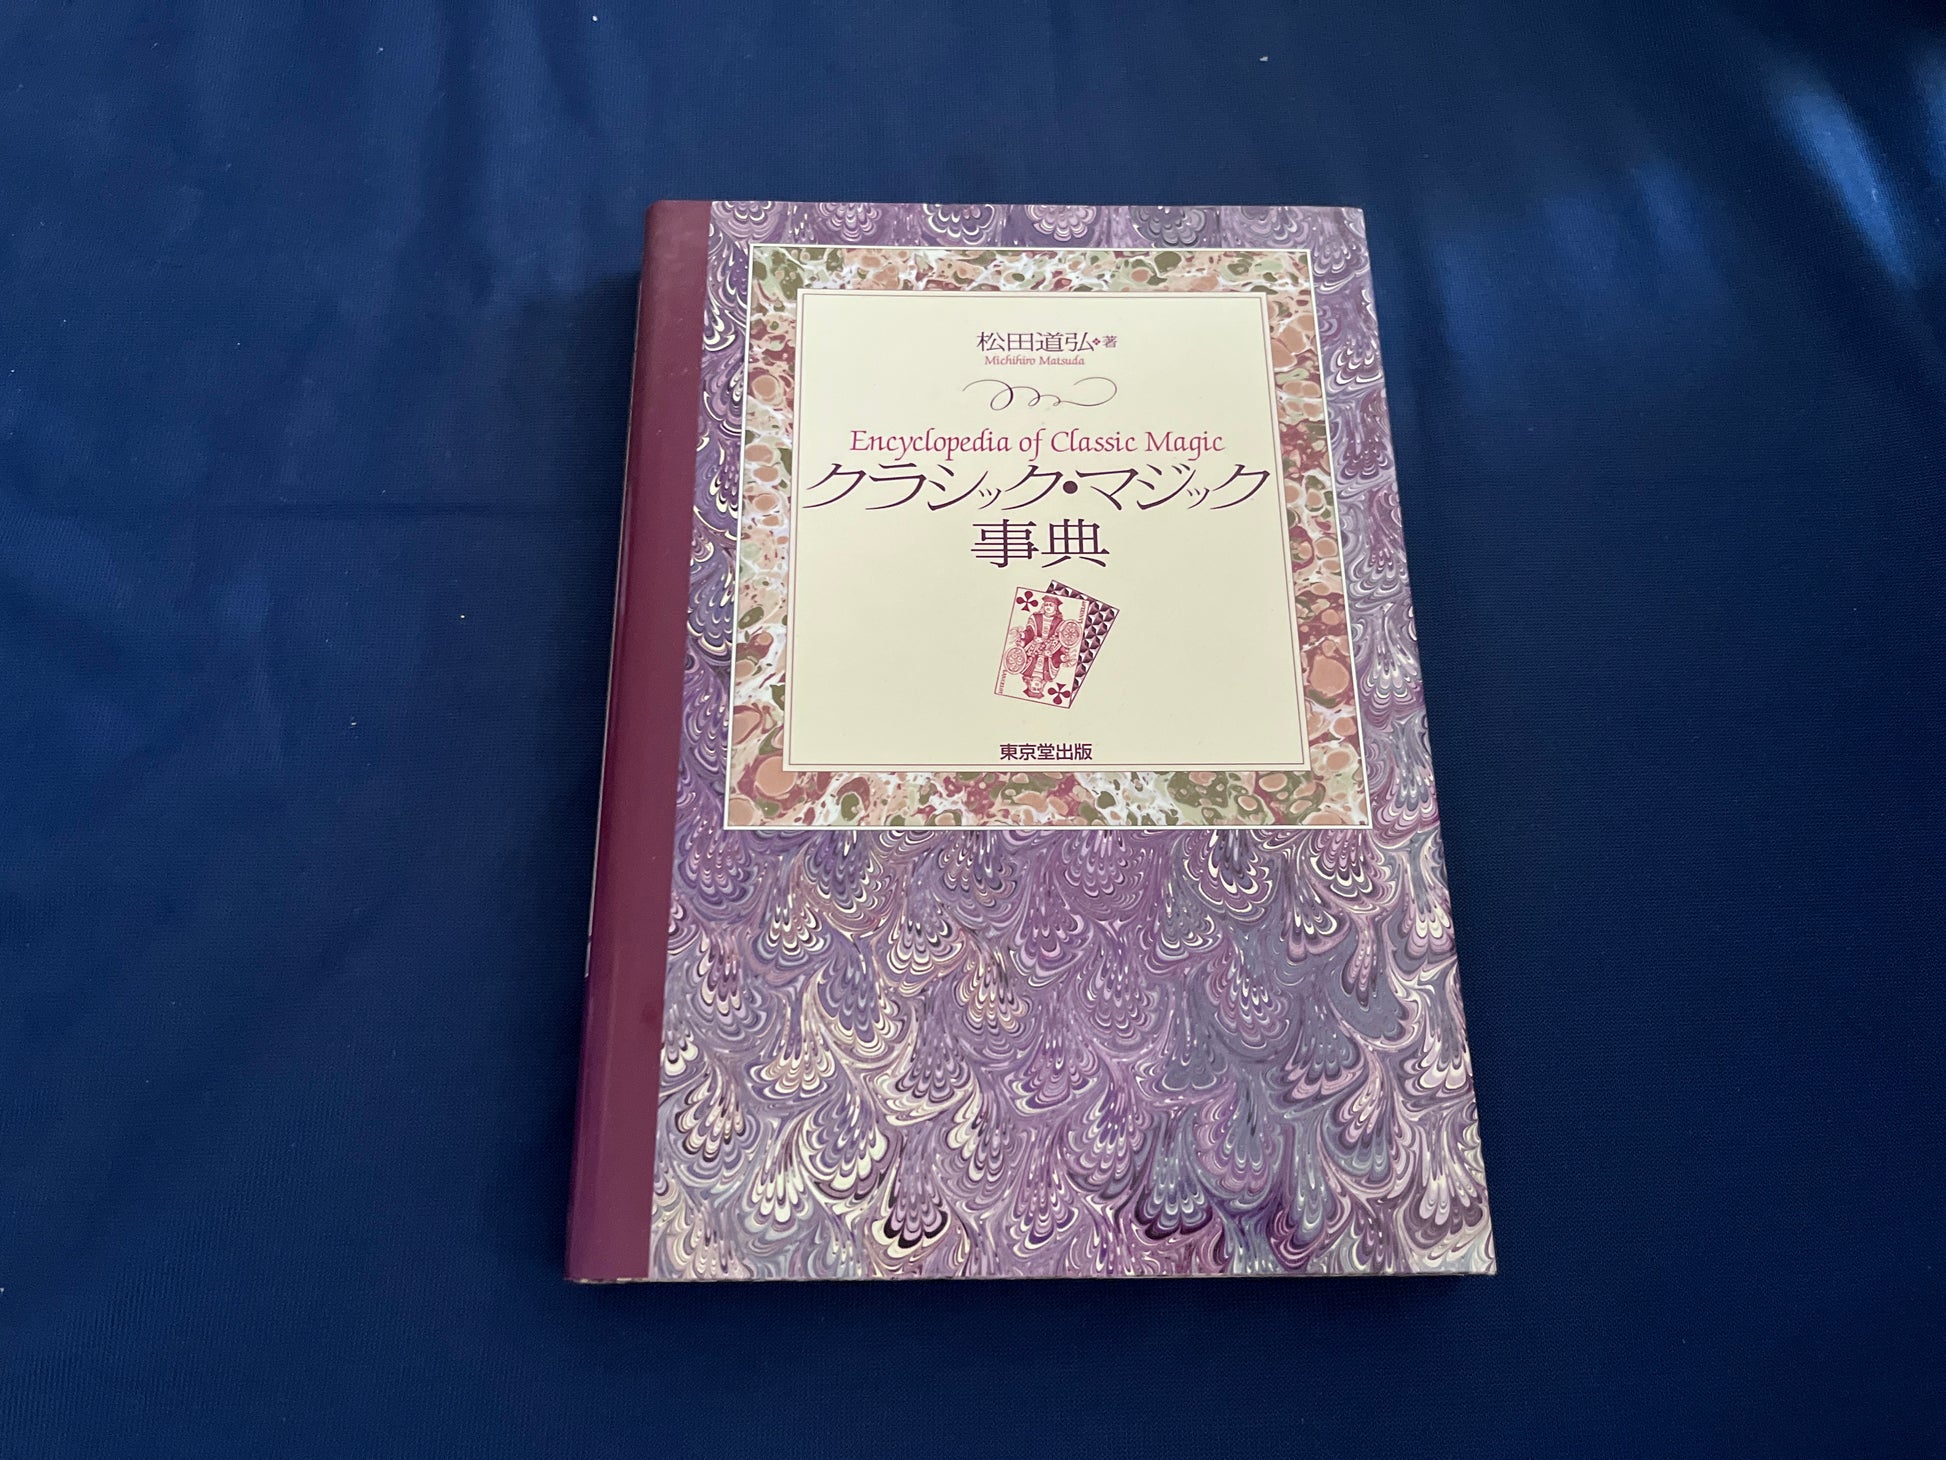 松田道弘❖著
Michihiro Matsuda
Encyclopedia of Classic Magic
クラシック・マジック
事典
東京堂出版